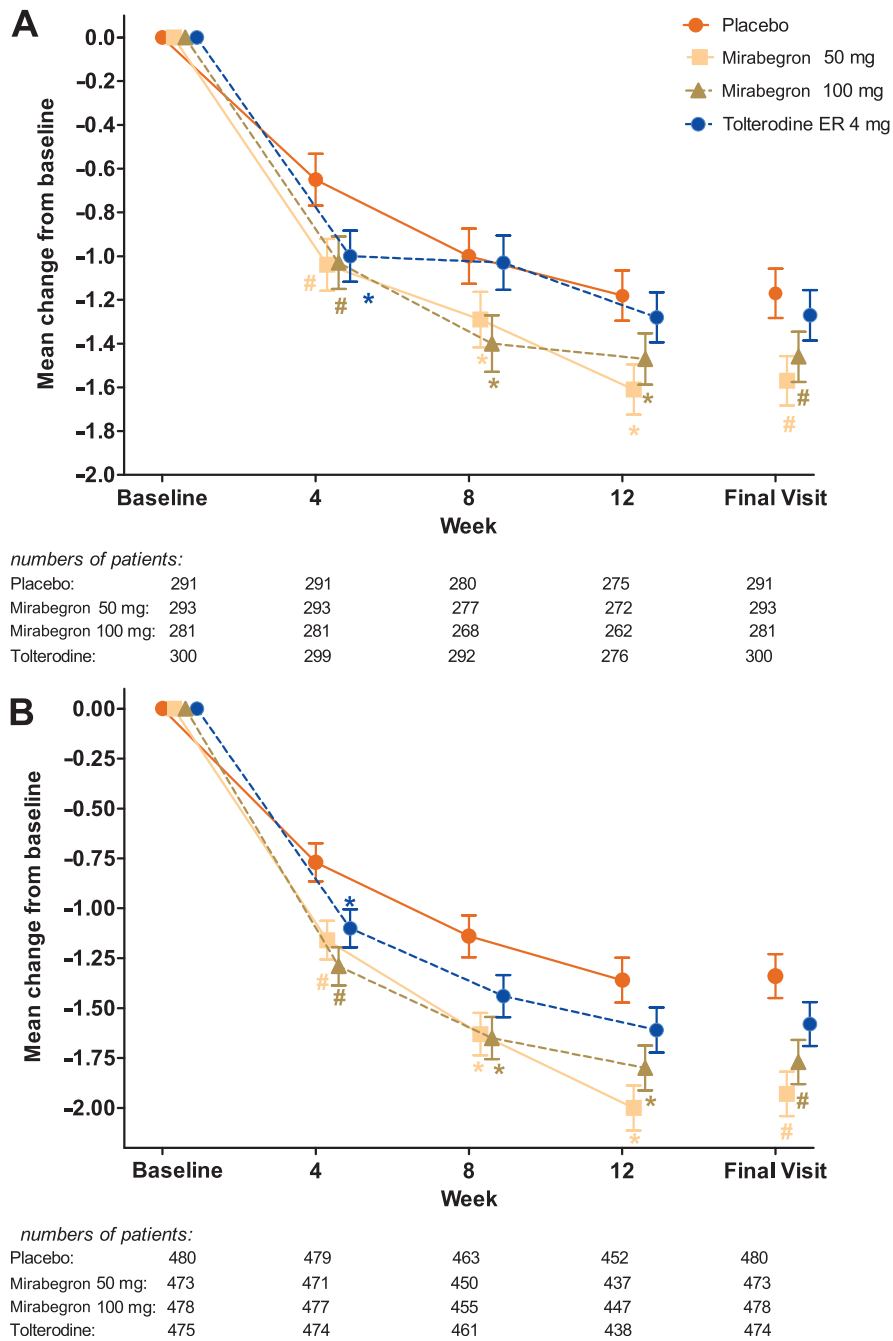 A
Placebo
Mirabegron 50 mg
Mirabegron 100 mg
Tolterodine ER 4 mg
Mean change from baseline
0.0
–0.2
–0.4
–0.6
–0.8
–1.0
–1.2
–1.4
–1.6
–1.8
–2.0
# # *
* *
* *
# #
Baseline 4 8 12 Final Visit
Week
numbers of patients:
Placebo: 291 291 280 275 291
Mirabegron 50 mg: 293 293 277 272 293
Mirabegron 100 mg: 281 281 268 262 281
Tolterodine: 300 299 292 276 300
B
Mean change from baseline
0.00
–0.25
–0.50
–0.75
–1.00
–1.25
–1.50
–1.75
–2.00
*
# #
* *
* *
# #
Baseline 4 8 12 Final Visit
Week
numbers of patients:
Placebo: 480 479 463 452 480
Mirabegron 50 mg: 473 471 450 437 473
Mirabegron 100 mg: 478 477 455 447 478
Tolterodine: 475 474 461 438 474